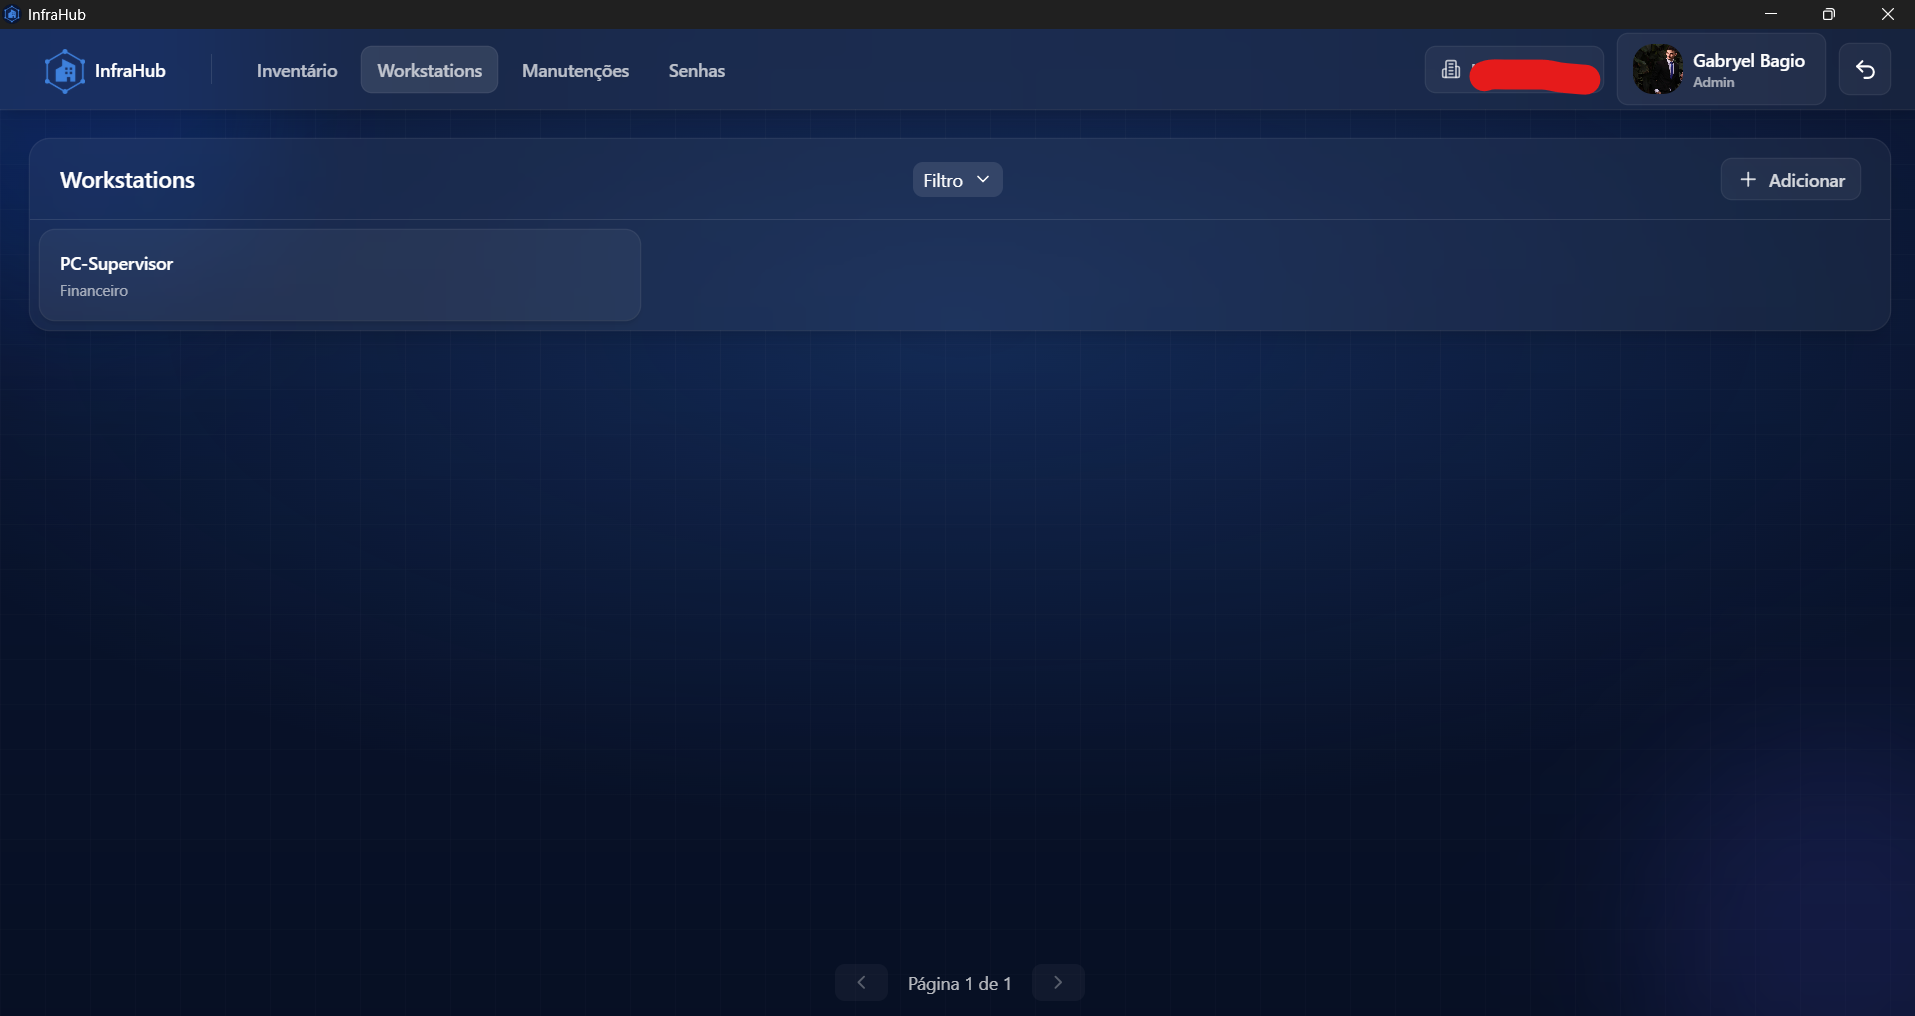 InfraHub
InfraHub
Inventário
Workstations
Manutenções
Senhas
Gabryel Bagio
Admin
Workstations
Filtro
Adicionar
PC-Supervisor
Financeiro
Página 1 de 1